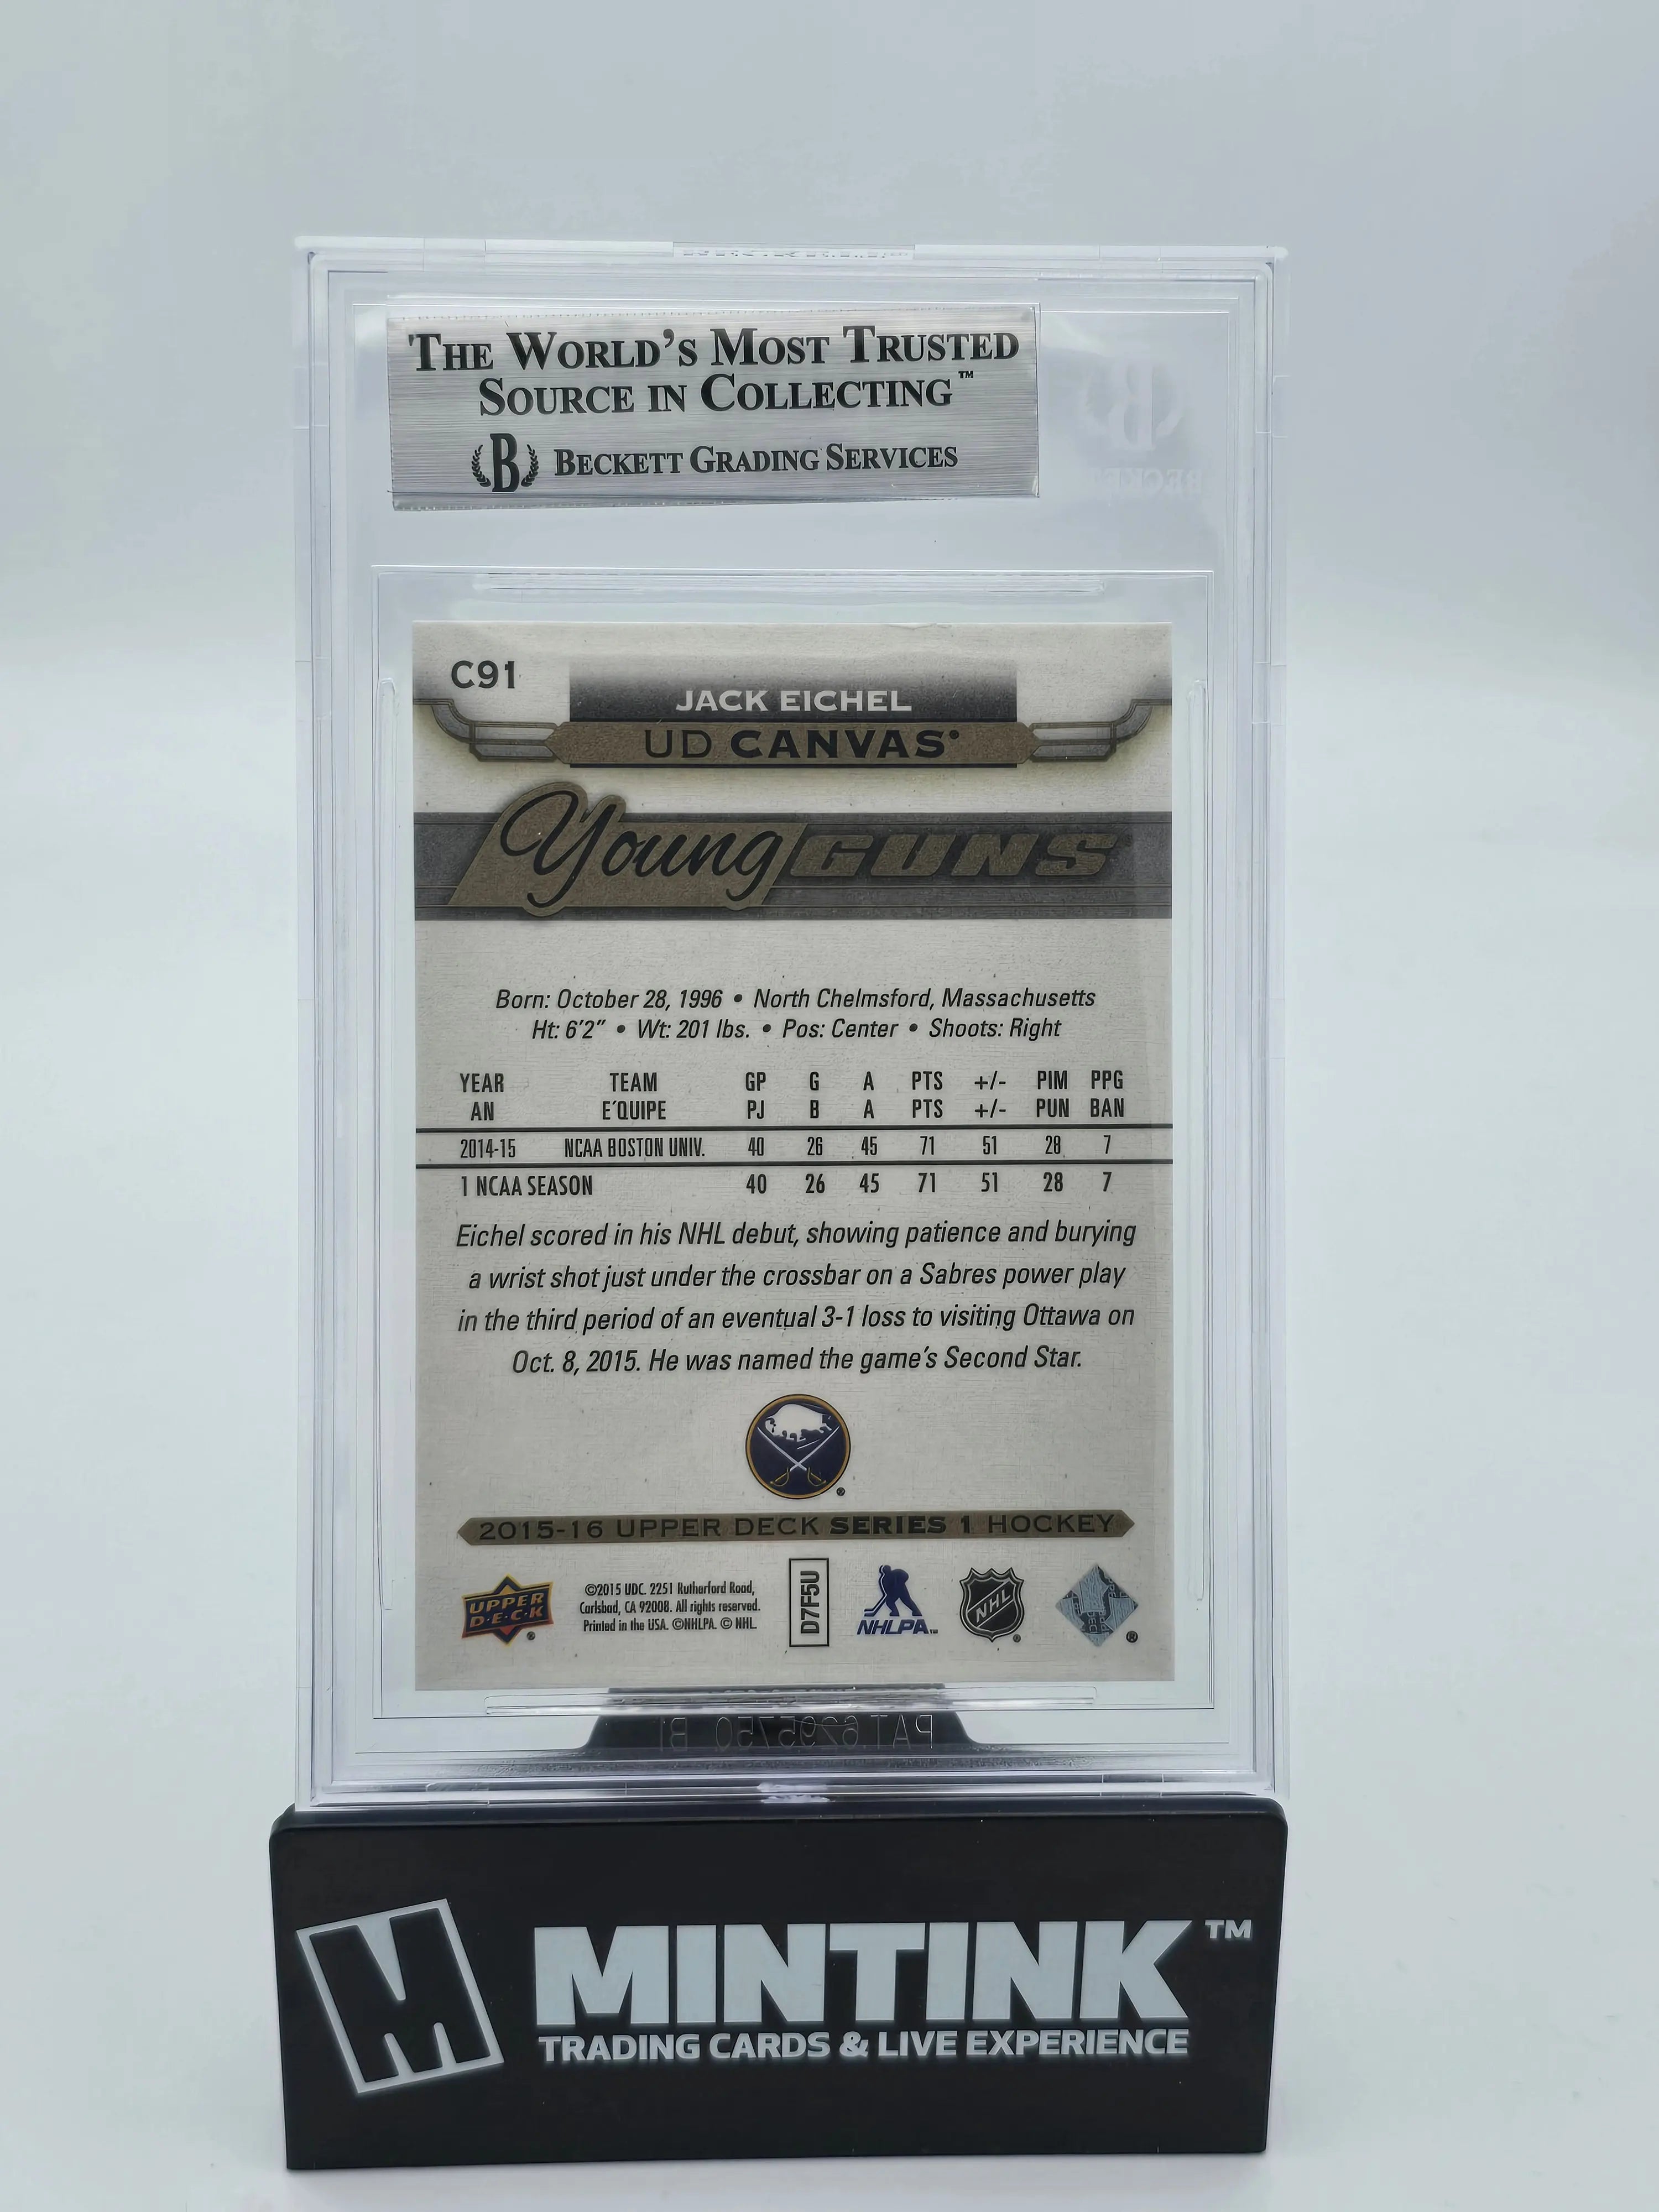 THE WORLD'S MOST TRUSTED
SOURCE IN COLLECTING™
B BECKETT GRADING SERVICES
C91
JACK EICHEL
UD CANVAS
Young GUNS
Born: October 28, 1996 • North Chelmsford, Massachusetts
Ht: 6'2" • Wt: 201 lbs. • Pos: Center • Shoots: Right
YEAR TEAM GP G A PTS +/- PIM PPG
AN E'QUIPE PJ B A PTS +/- PUN BAN
2014-15 NCAA BOSTON UNIV. 40 26 45 71 51 28 7
1 NCAA SEASON 40 26 45 71 51 28 7
Eichel scored in his NHL debut, showing patience and burying
a wrist shot just under the crossbar on a Sabres power play
in the third period of an eventual 3-1 loss to visiting Ottawa on
Oct. 8, 2015. He was named the game's Second Star.
2015-16 UPPER DECK SERIES 1 HOCKEY
UPPER
D•E•C•K
©2015 UDC. 2251 Rutherford Road,
Carlsbad, CA 92008. All rights reserved.
Printed in the USA. ©NHLPA. © NHL.
D7F5U
NHLPA™
NHL
PAT.6295750 B1
M MINTINK™
TRADING CARDS & LIVE EXPERIENCE